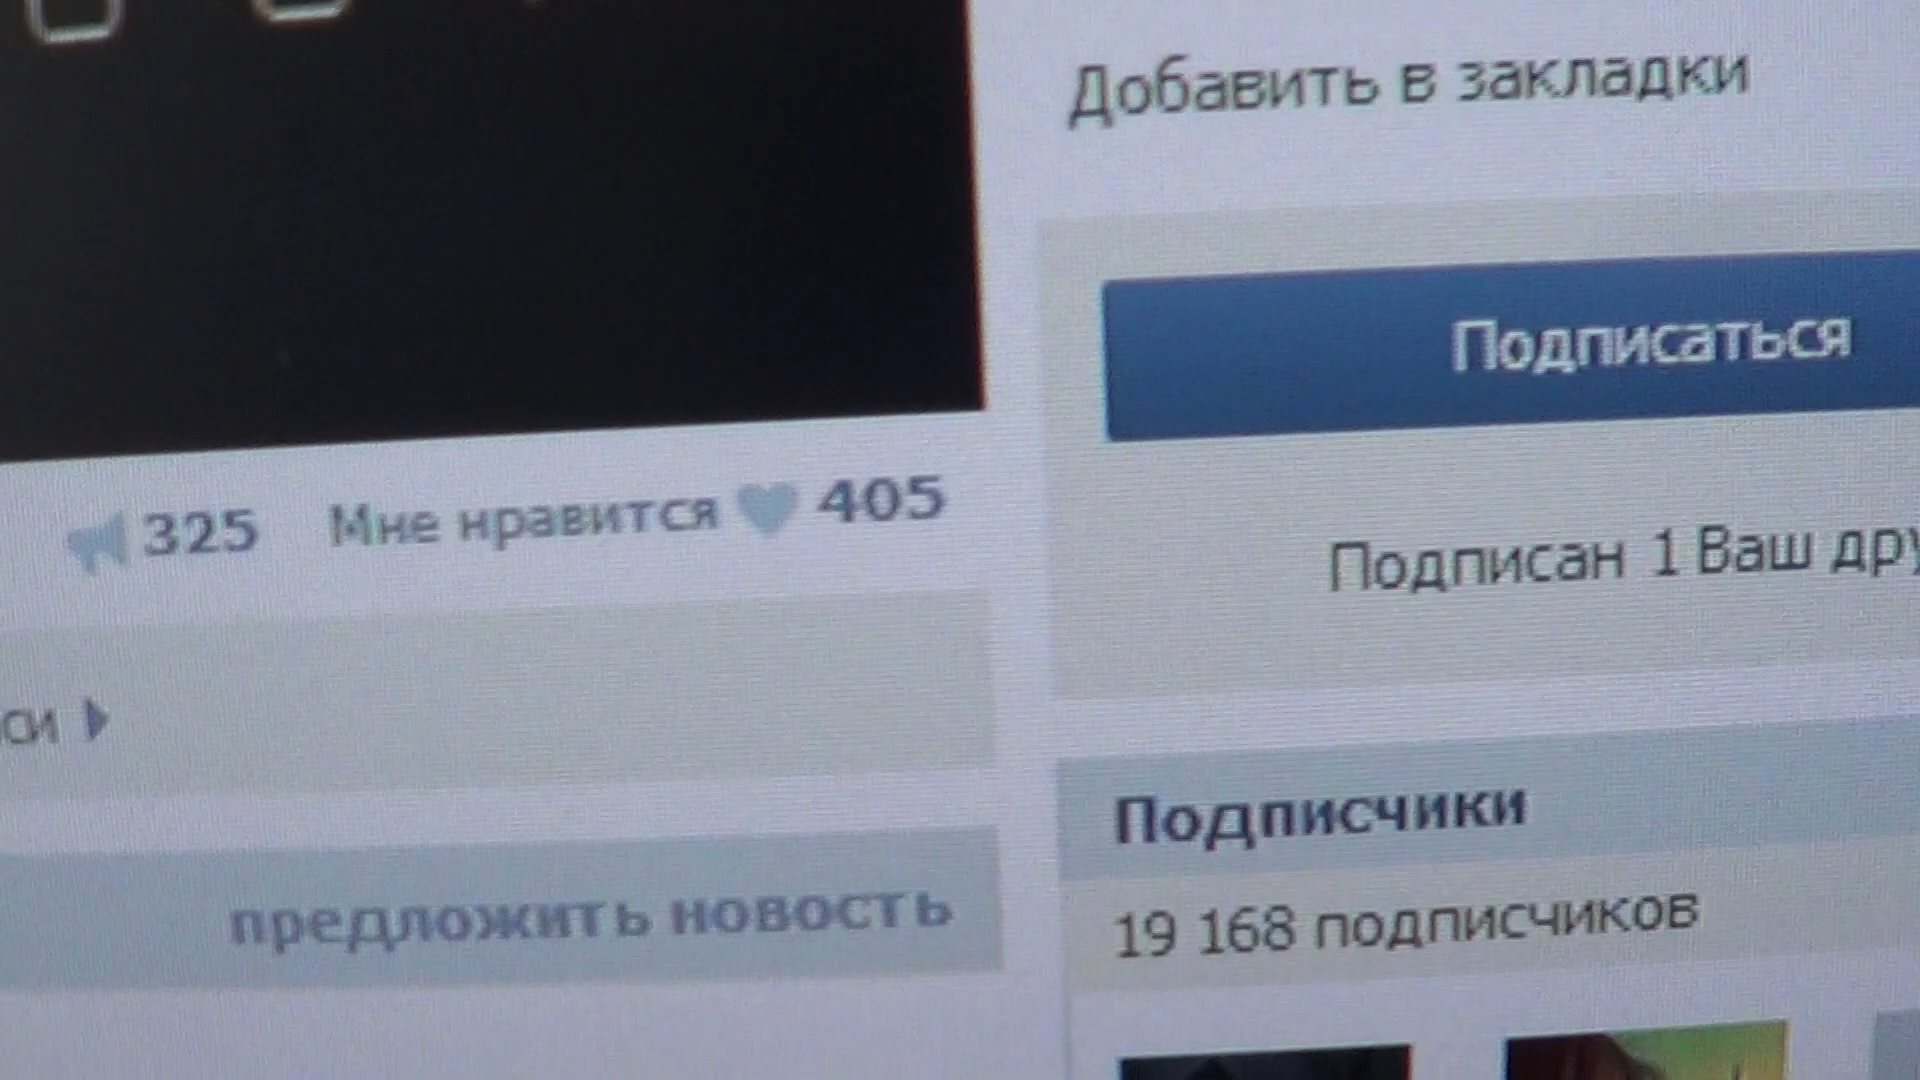 Добавить в закладки
Подписаться
325 Мне нравится 405
Подписан 1 Ваш
Подписчики
предложить новость
19 168 подписчиков